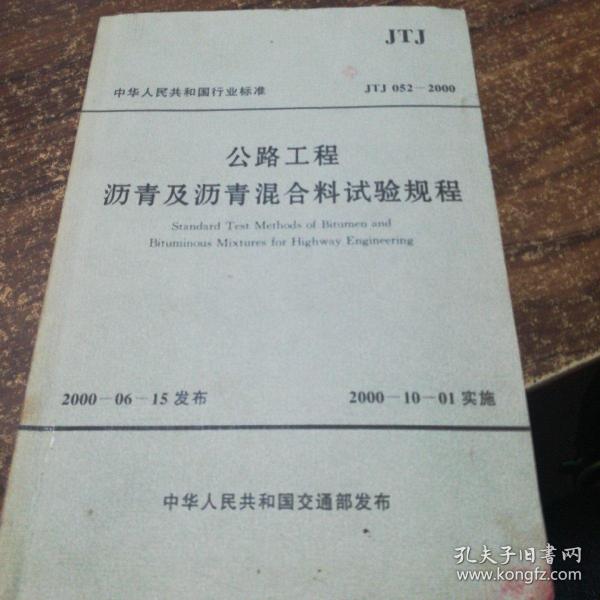 JTJ
中华人民共和国行业标准
JTJ 052－2000
公路工程
沥青及沥青混合料试验规程
Standard Test Methods of Bitumen and
Bituminous Mixtures for Highway Engineering
2000－06－15 发布
2000－10－01 实施
中华人民共和国交通部发布
孔夫子旧书网
www.kongfz.com